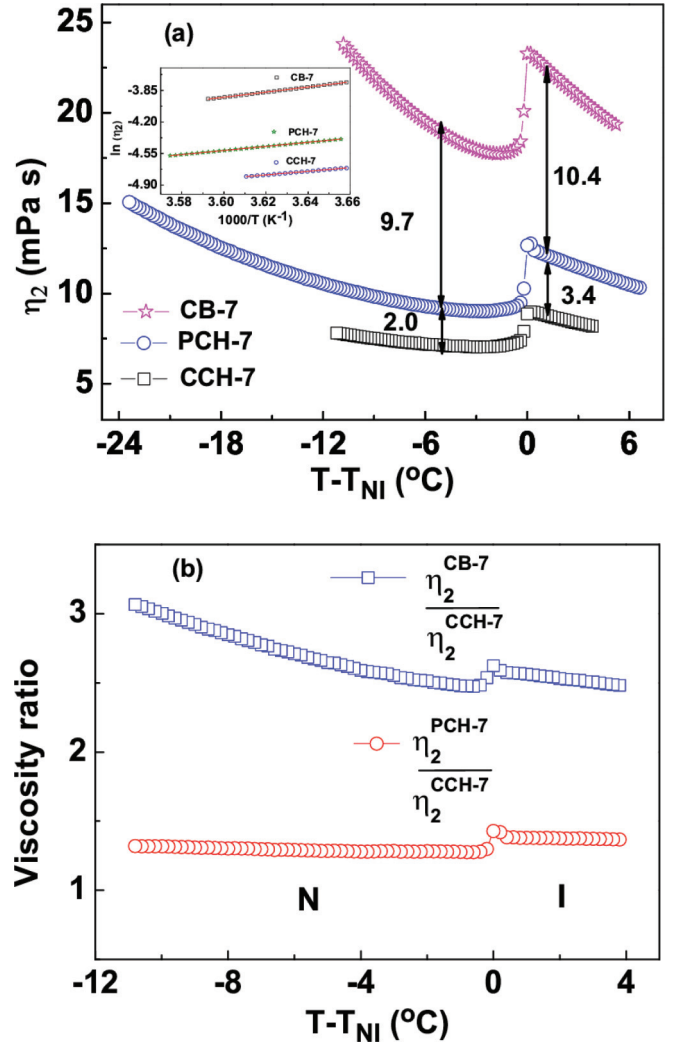 (a)
25
20
15
10
5
η2 (mPa s)
-3.85
-4.20
-4.55
-4.90
ln (η2)
CB-7
PCH-7
CCH-7
3.58 3.60 3.62 3.64 3.66
1000/T (K-1)
9.7
10.4
2.0
3.4
CB-7
PCH-7
CCH-7
-24 -18 -12 -6 0 6
T-TNI (oC)
(b)
3
2
1
Viscosity ratio
η2CB-7
η2CCH-7
η2PCH-7
η2CCH-7
N I
-12 -8 -4 0 4
T-TNI (oC)